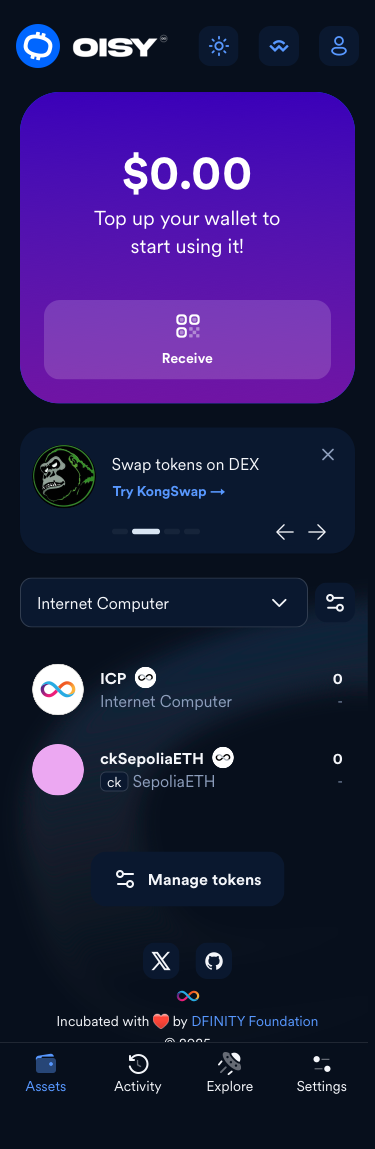 OISY
$0.00
Top up your wallet to
start using it!
Receive
Swap tokens on DEX
Try KongSwap →
Internet Computer
ICP
0
Internet Computer
-
ckSepoliaETH
0
ck SepoliaETH
-
Manage tokens
Incubated with ❤️ by DFINITY Foundation
© 2025
Assets
Activity
Explore
Settings